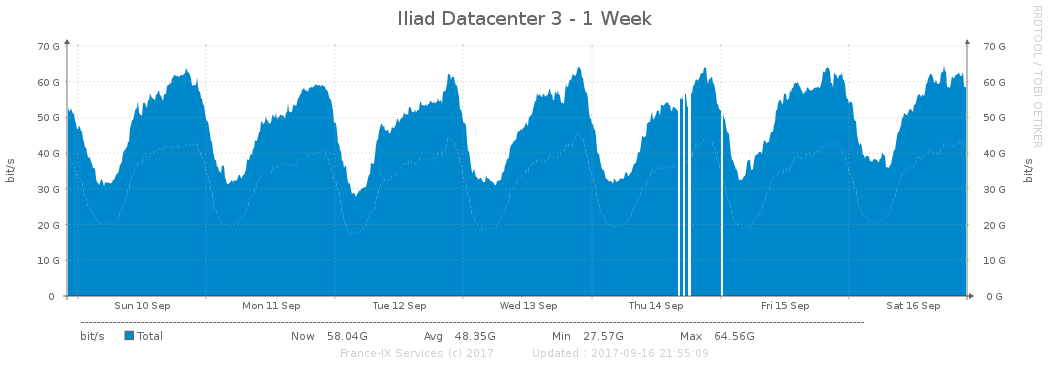 Iliad Datacenter 3 - 1 Week
RRDTOOL / TOBI OETIKER
70 G 70 G
60 G 60 G
50 G 50 G
40 G 40 G
30 G 30 G
20 G 20 G
10 G 10 G
0 0 G
bit/s bit/s
Sun 10 Sep Mon 11 Sep Tue 12 Sep Wed 13 Sep Thu 14 Sep Fri 15 Sep Sat 16 Sep
bit/s Total Now 58.04G Avg 48.35G Min 27.57G Max 64.56G
France-IX Services (c) 2017 Updated : 2017-09-16 21:55:09